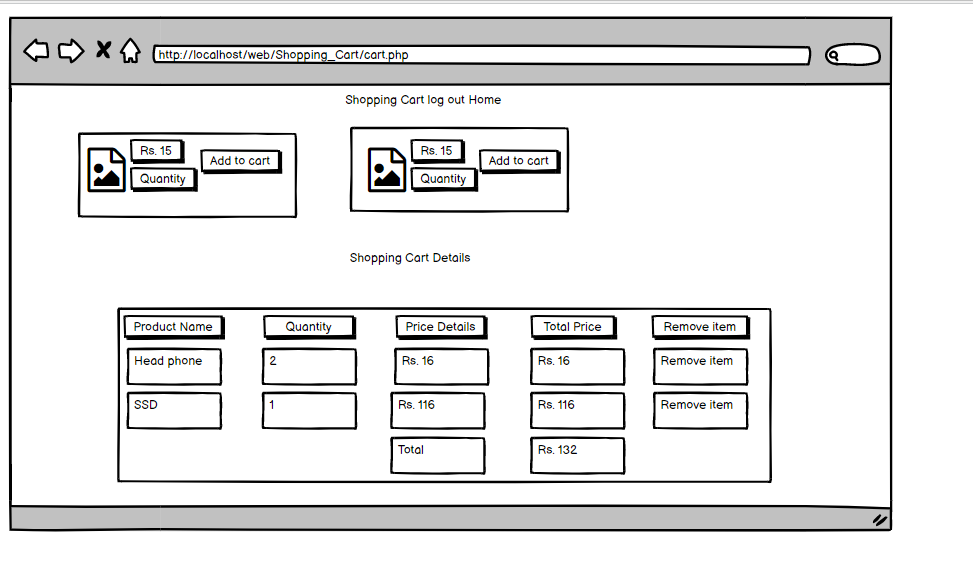 http://localhost/web/Shopping_Cart/cart.php
Shopping Cart log out Home
Rs. 15
Add to cart
Quantity
Rs. 15
Add to cart
Quantity
Shopping Cart Details
Product Name Quantity Price Details Total Price Remove item
Head phone 2 Rs. 16 Rs. 16 Remove item
SSD 1 Rs. 116 Rs. 116 Remove item
Total Rs. 132